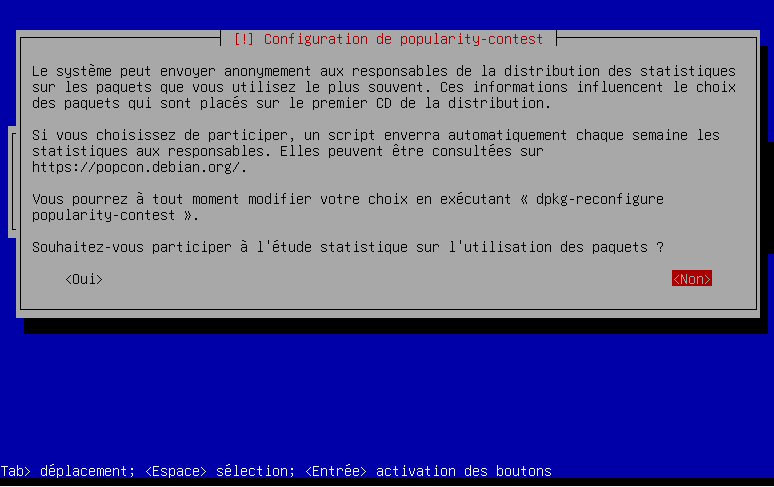 [!] Configuration de popularity-contest
Le système peut envoyer anonymement aux responsables de la distribution des statistiques
sur les paquets que vous utilisez le plus souvent. Ces informations influencent le choix
des paquets qui sont placés sur le premier CD de la distribution.
Si vous choisissez de participer, un script enverra automatiquement chaque semaine les
statistiques aux responsables. Elles peuvent être consultées sur
https://popcon.debian.org/.
Vous pourrez à tout moment modifier votre choix en exécutant « dpkg-reconfigure
popularity-contest ».
Souhaitez-vous participer à l'étude statistique sur l'utilisation des paquets ?
<Oui> <Non>
Tab> déplacement; <Espace> sélection; <Entrée> activation des boutons